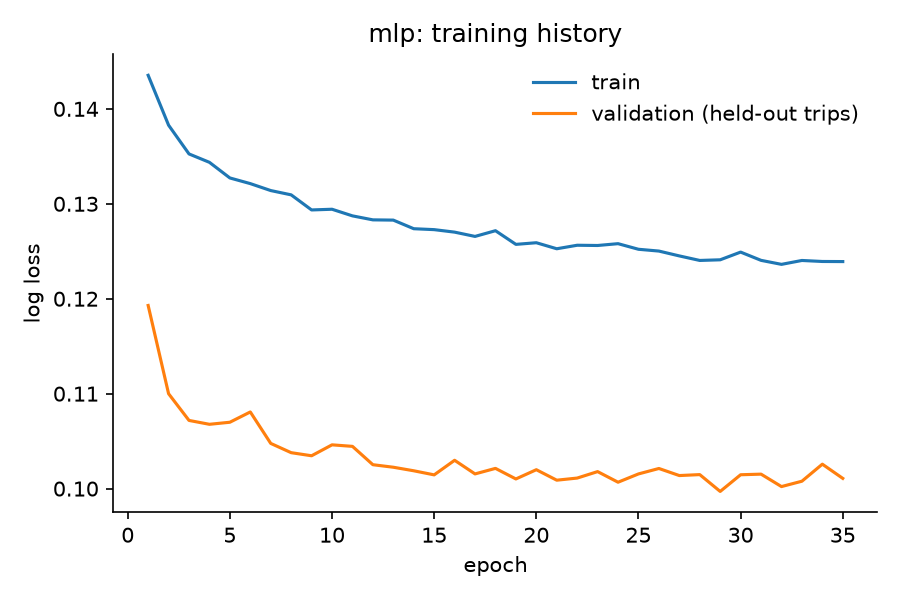 mlp: training history
train
validation (held-out trips)
0.14
0.13
0.12
0.11
0.10
log loss
0
5
10
15
20
25
30
35
epoch